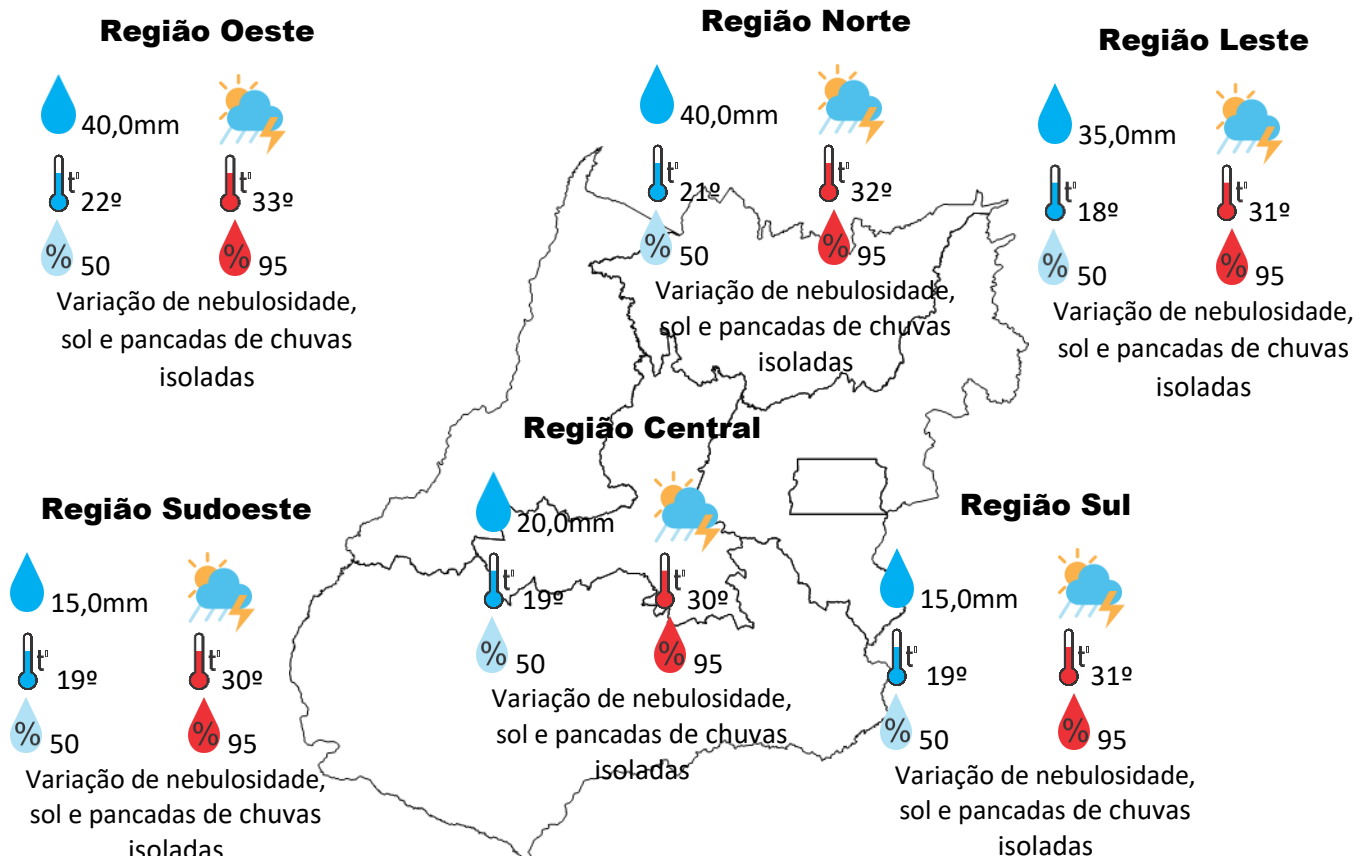 Região Oeste
40,0mm
t°
22º
t°
33º
% 50
% 95
Variação de nebulosidade,
sol e pancadas de chuvas
isoladas
Região Norte
40,0mm
t°
21º
t°
32º
% 50
% 95
Variação de nebulosidade,
sol e pancadas de chuvas
isoladas
Região Leste
35,0mm
t°
18º
t°
31º
% 50
% 95
Variação de nebulosidade,
sol e pancadas de chuvas
isoladas
Região Central
20,0mm
t°
19º
t°
30º
% 50
% 95
Variação de nebulosidade,
sol e pancadas de chuvas
isoladas
Região Sudoeste
15,0mm
t°
19º
t°
30º
% 50
% 95
Variação de nebulosidade,
sol e pancadas de chuvas
isoladas
Região Sul
15,0mm
t°
19º
t°
31º
% 50
% 95
Variação de nebulosidade,
sol e pancadas de chuvas
isoladas